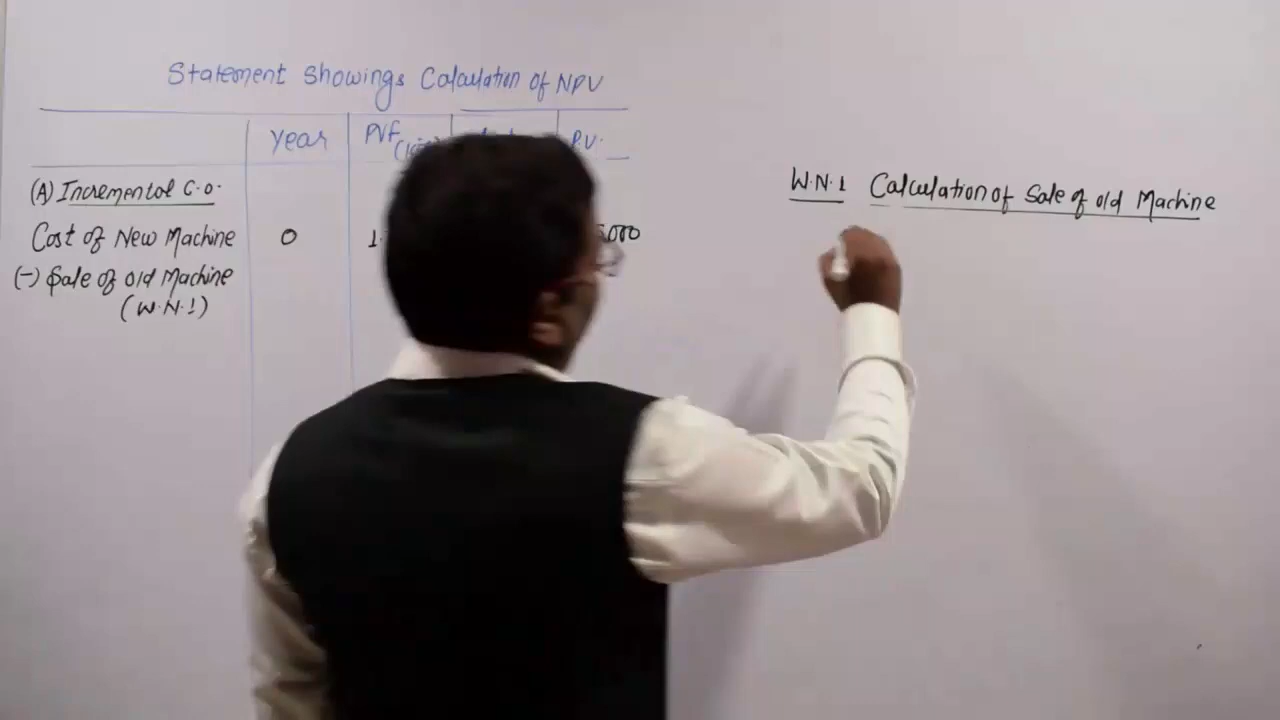 Statement Showings Calculation of NPV
Year PVF P.V.
(A) Incremental C.O.
Cost of New Machine 0 1
(-) Sale of Old Machine
(W.N.1)
W.N.1 Calculation of Sale of old Machine